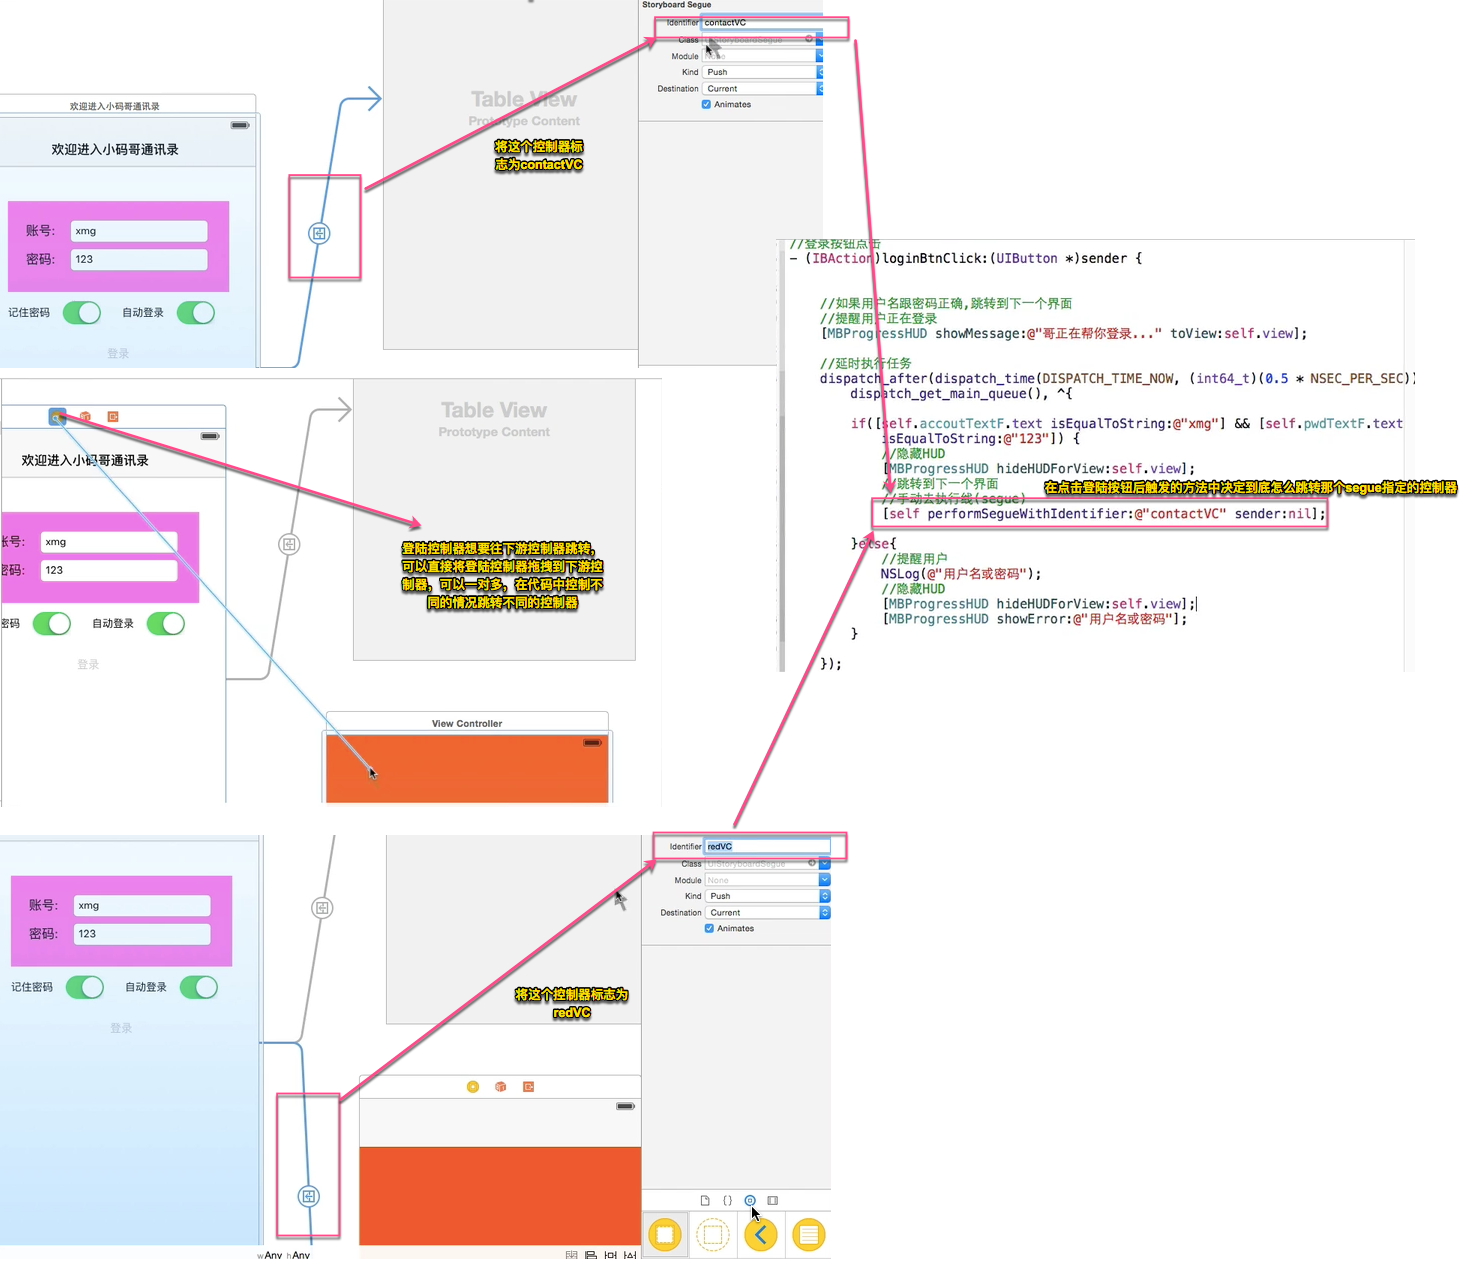 Storyboard Segue
Identifier contactVC
Class UIStoryboardSegue
Module None
Kind Push
Destination Current
Animates
Table View
Prototype Content
将这个控制器标
志为contactVC
欢迎进入小码哥通讯录
欢迎进入小码哥通讯录
账号: xmg
密码: 123
记住密码 自动登录
登录
//登录按钮点击
- (IBAction)loginBtnClick:(UIButton *)sender {
//如果用户名跟密码正确,跳转到下一个界面
//提醒用户正在登录
[MBProgressHUD showMessage:@"哥正在帮你登录..." toView:self.view];
//延时执行任务
dispatch_after(dispatch_time(DISPATCH_TIME_NOW, (int64_t)(0.5 * NSEC_PER_SEC))
dispatch_get_main_queue(), ^{
if([self.accoutTextF.text isEqualToString:@"xmg"] && [self.pwdTextF.text
isEqualToString:@"123"]) {
//隐藏HUD
[MBProgressHUD hideHUDForView:self.view];
//跳转到下一个界面
//手动去执行线(segue)
在点击登陆按钮后触发的方法中决定到底怎么跳转那个segue指定的控制器
[self performSegueWithIdentifier:@"contactVC" sender:nil];
}else{
//提醒用户
NSLog(@"用户名或密码");
//隐藏HUD
[MBProgressHUD hideHUDForView:self.view];
[MBProgressHUD showError:@"用户名或密码"];
}
});
Table View
Prototype Content
欢迎进入小码哥通讯录
账号: xmg
密码: 123
密码 自动登录
登录
登陆控制器想要往下游控制器跳转,
可以直接将登陆控制器拖拽到下游控
制器，可以一对多，在代码中控制不
同的情况跳转不同的控制器
View Controller
Identifier redVC
Class UIStoryboardSegue
Module None
Kind Push
Destination Current
Animates
账号: xmg
密码: 123
记住密码 自动登录
登录
将这个控制器标志为
redVC
wAny hAny